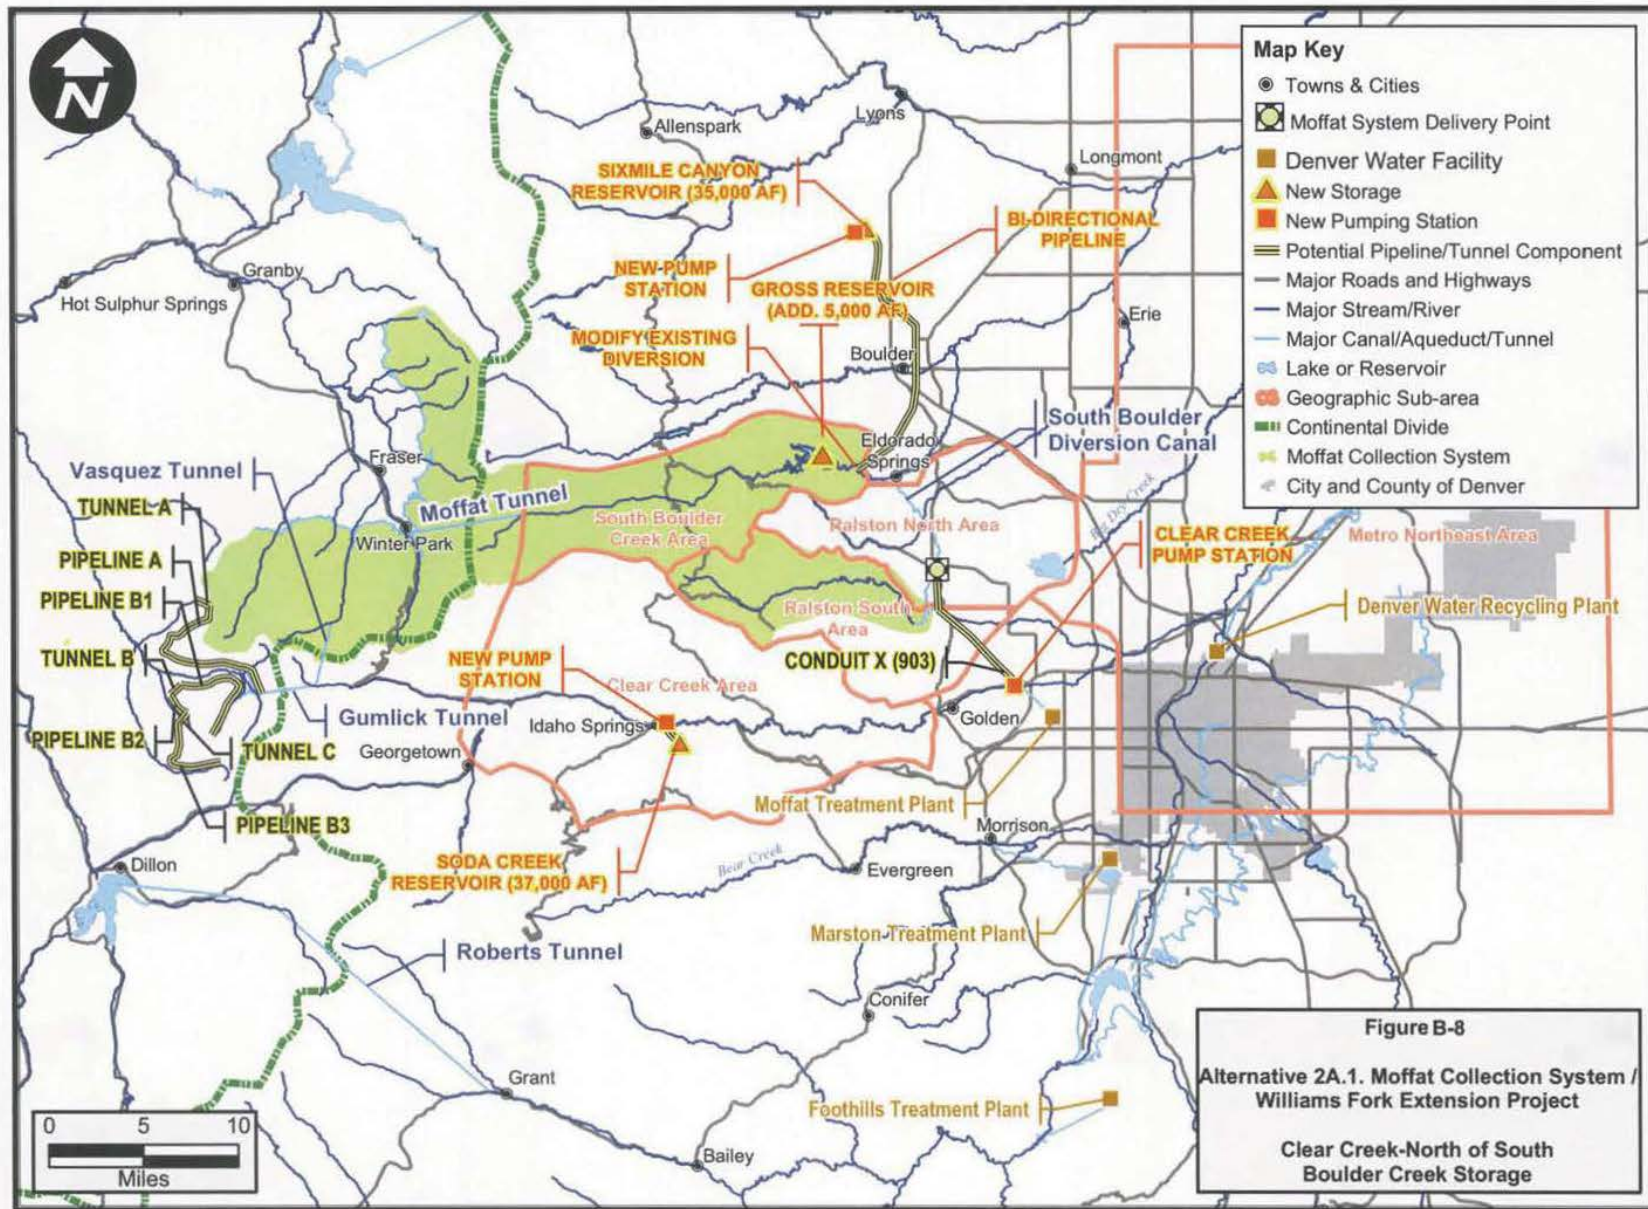 N
Map Key
Towns & Cities
Moffat System Delivery Point
Denver Water Facility
New Storage
New Pumping Station
Potential Pipeline/Tunnel Component
Major Roads and Highways
Major Stream/River
Major Canal/Aqueduct/Tunnel
Lake or Reservoir
Geographic Sub-area
Continental Divide
Moffat Collection System
City and County of Denver
Lyons
Allenspark
Longmont
SIXMILE CANYON
RESERVOIR (35,000 AF)
BI-DIRECTIONAL
PIPELINE
NEW PUMP
STATION
GROSS RESERVOIR
(ADD. 5,000 AF)
Granby
Hot Sulphur Springs
Erie
MODIFY EXISTING
DIVERSION
Boulder
South Boulder
Diversion Canal
Eldorado
Springs
Fraser
Vasquez Tunnel
Moffat Tunnel
TUNNEL A
Winter Park
South Boulder
Creek Area
Ralston North Area
Big Dry Creek
CLEAR CREEK
PUMP STATION
Metro Northeast Area
PIPELINE A
PIPELINE B1
Ralston South
Area
Denver Water Recycling Plant
TUNNEL B
NEW PUMP
STATION
CONDUIT X (903)
Clear Creek Area
Gumlick Tunnel
Idaho Springs
Golden
PIPELINE B2
TUNNEL C
Georgetown
Moffat Treatment Plant
PIPELINE B3
Morrison
Dillon
SODA CREEK
RESERVOIR (37,000 AF)
Bear Creek
Evergreen
Marston Treatment Plant
Roberts Tunnel
Conifer
Grant
Foothills Treatment Plant
Bailey
0 5 10
Miles
Figure B-8
Alternative 2A.1. Moffat Collection System /
Williams Fork Extension Project
Clear Creek-North of South
Boulder Creek Storage